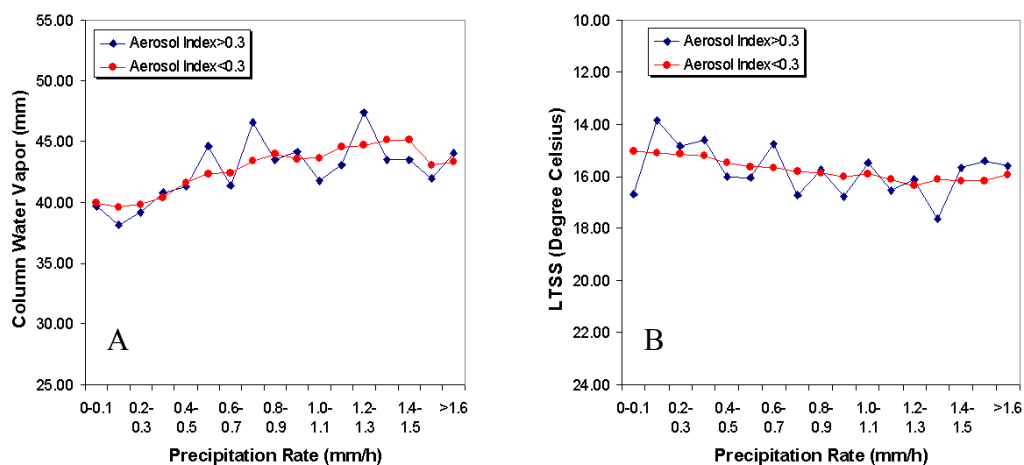 55.00
50.00
45.00
40.00
35.00
30.00
25.00
Column Water Vapor (mm)
Aerosol Index>0.3
Aerosol Index<0.3
A
0-0.1 0.2- 0.4- 0.6- 0.8- 1.0- 1.2- 1.4- >1.6
0.3 0.5 0.7 0.9 1.1 1.3 1.5
Precipitation Rate (mm/h)
10.00
12.00
14.00
16.00
18.00
20.00
22.00
24.00
LTSS (Degree Celsius)
Aerosol Index>0.3
Aerosol Index<0.3
B
0-0.1 0.2- 0.4- 0.6- 0.8- 1.0- 1.2- 1.4- >1.6
0.3 0.5 0.7 0.9 1.1 1.3 1.5
Precipitation Rate (mm/h)